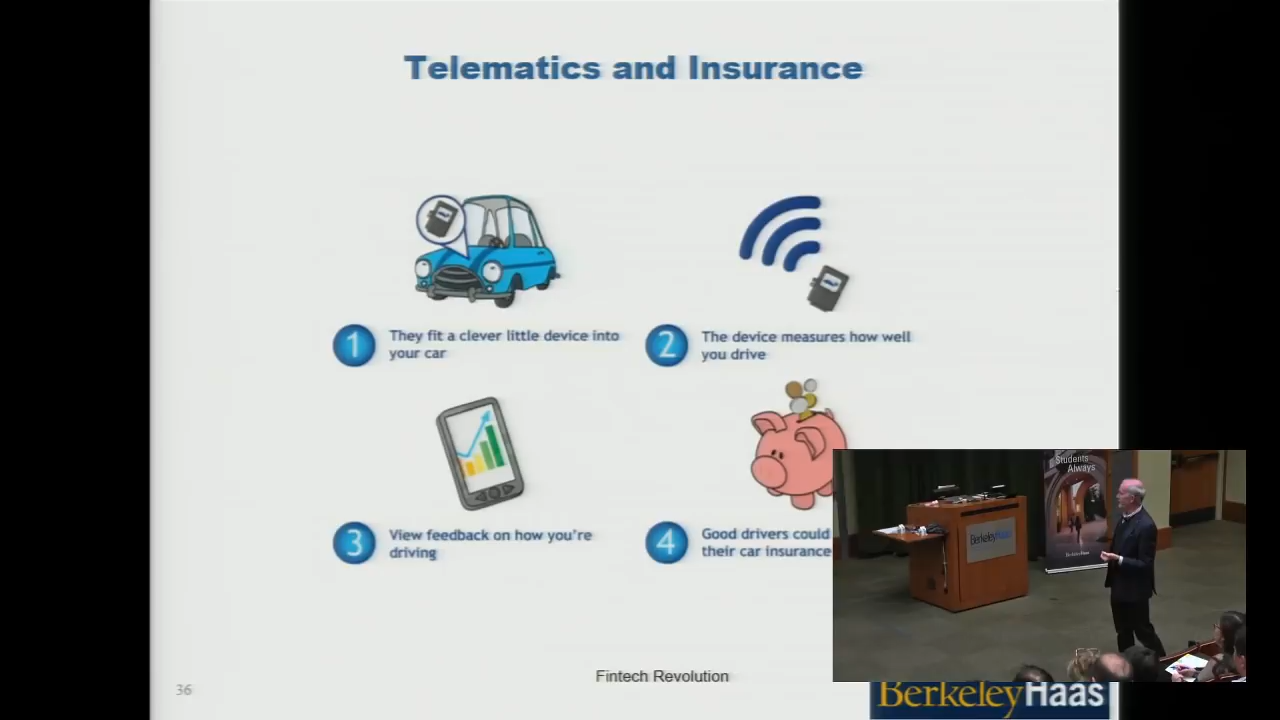 Telematics and Insurance
1
They fit a clever little device into
your car
2
The device measures how well
you drive
3
View feedback on how you're
driving
4
Good drivers could
their car insurance
Students
Always
BerkeleyHaas
BerkeleyHaas
Fintech Revolution
36
BerkeleyHaas